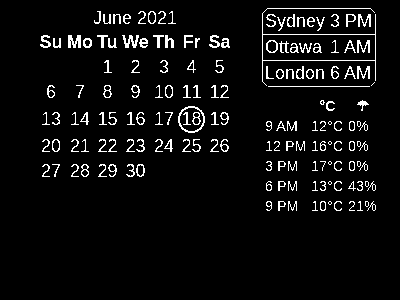 June 2021
Su Mo Tu We Th Fr Sa
1 2 3 4 5
6 7 8 9 10 11 12
13 14 15 16 17 18 19
20 21 22 23 24 25 26
27 28 29 30
Sydney 3 PM
Ottawa 1 AM
London 6 AM
°C ☂
9 AM 12°C 0%
12 PM 16°C 0%
3 PM 17°C 0%
6 PM 13°C 43%
9 PM 10°C 21%